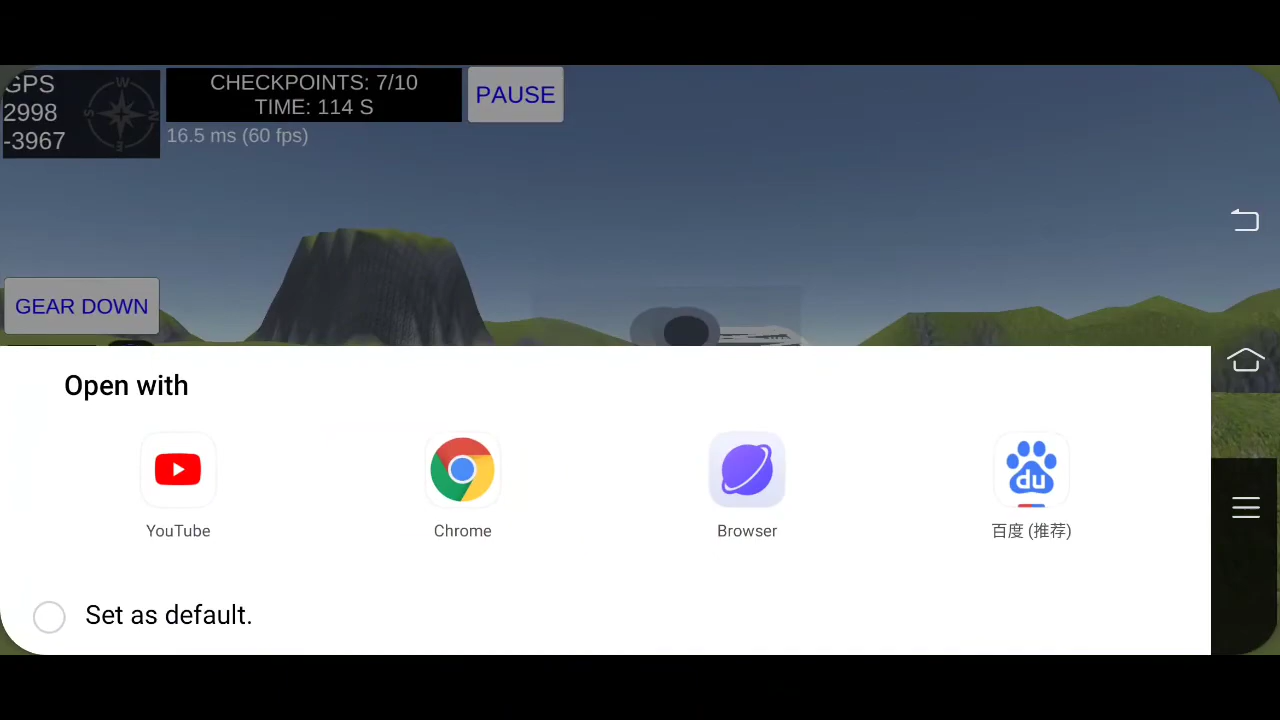 GPS
2998
-3967
W
N
S
E
CHECKPOINTS: 7/10
TIME: 114 S
PAUSE
16.5 ms (60 fps)
GEAR DOWN
Open with
du
YouTube
Chrome
Browser
百度 (推荐)
Set as default.